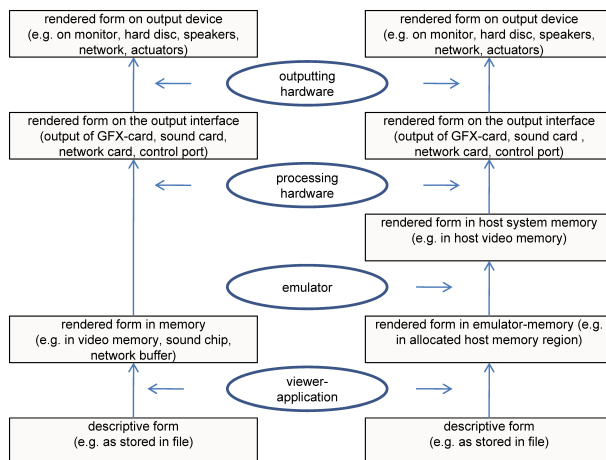 rendered form on output device
(e.g. on monitor, hard disc, speakers,
network, actuators)
rendered form on output device
(e.g. on monitor, hard disc, speakers,
network, actuators)
outputting
hardware
rendered form on the output interface
(output of GFX-card, sound card,
network card, control port)
rendered form on the output interface
(output of GFX-card, sound card ,
network card, control port)
processing
hardware
rendered form in host system memory
(e.g. in host video memory)
emulator
rendered form in memory
(e.g. in video memory, sound chip,
network buffer)
rendered form in emulator-memory (e.g.
in allocated host memory region)
viewer-
application
descriptive form
(e.g. as stored in file)
descriptive form
(e.g. as stored in file)